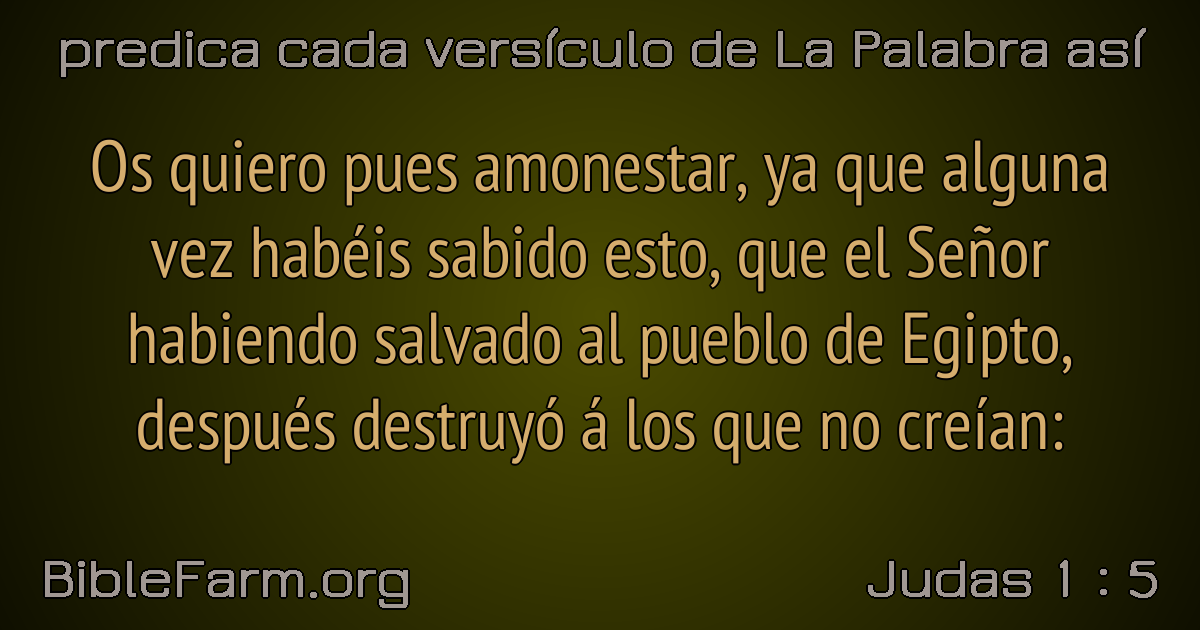 predica cada versículo de La Palabra así
Os quiero pues amonestar, ya que alguna
vez habéis sabido esto, que el Señor
habiendo salvado al pueblo de Egipto,
después destruyó á los que no creían:
BibleFarm.org
Judas 1 : 5